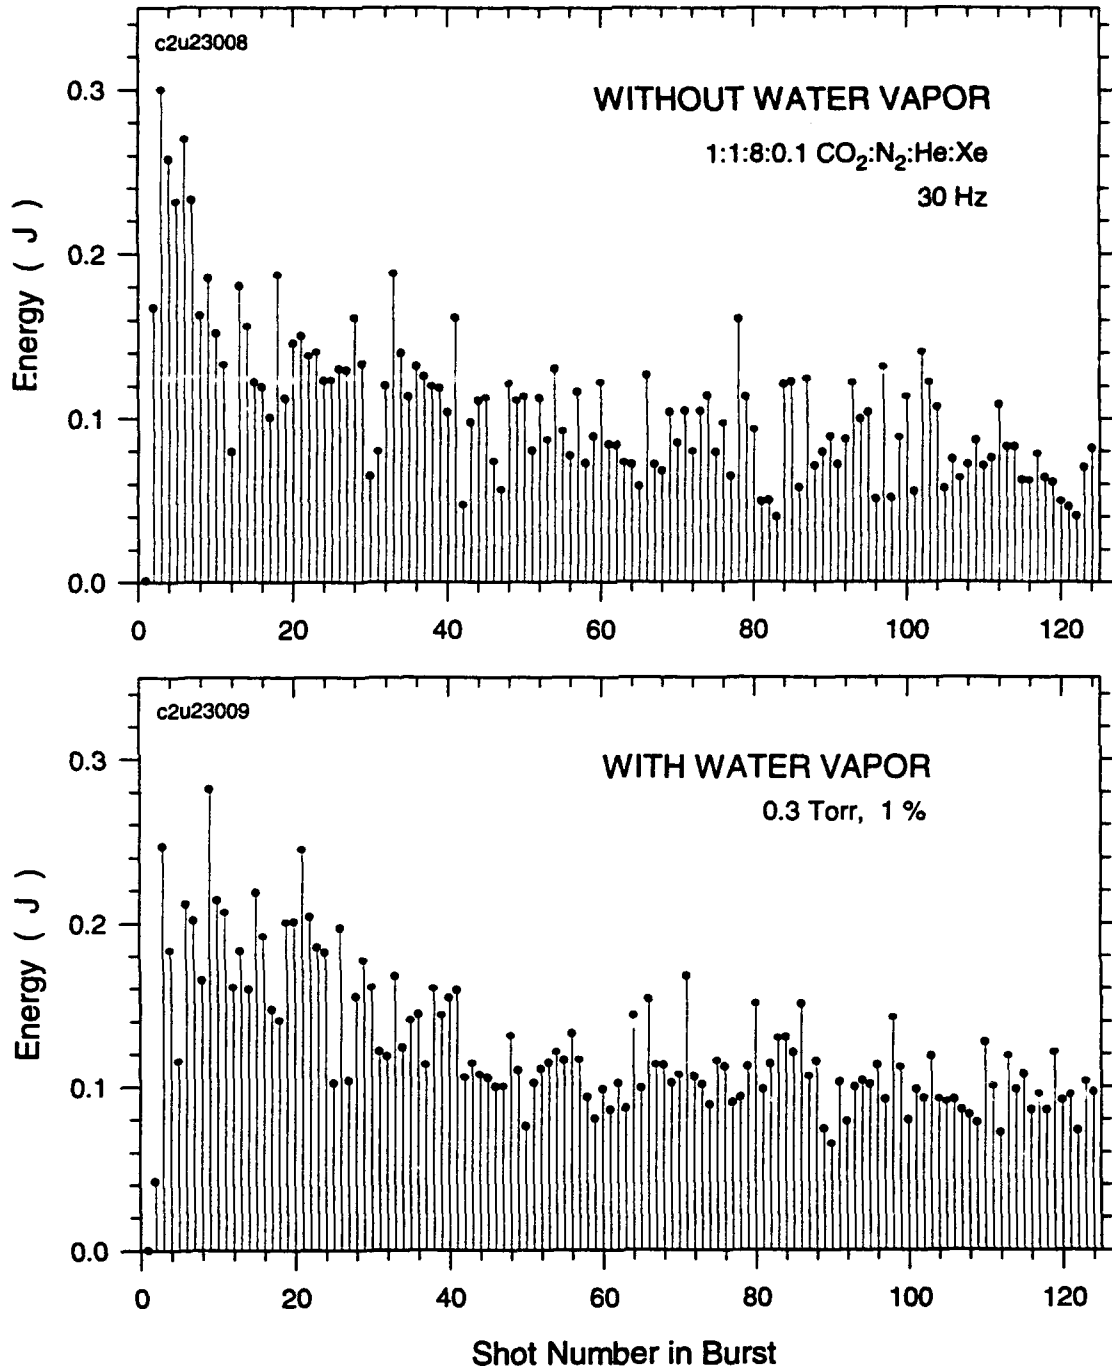 c2u23008
WITHOUT WATER VAPOR
1:1:8:0.1 CO₂:N₂:He:Xe
30 Hz
Energy ( J )
0.3
0.2
0.1
0.0
0 20 40 60 80 100 120
c2u23009
WITH WATER VAPOR
0.3 Torr, 1 %
Energy ( J )
0.3
0.2
0.1
0.0
0 20 40 60 80 100 120
Shot Number in Burst